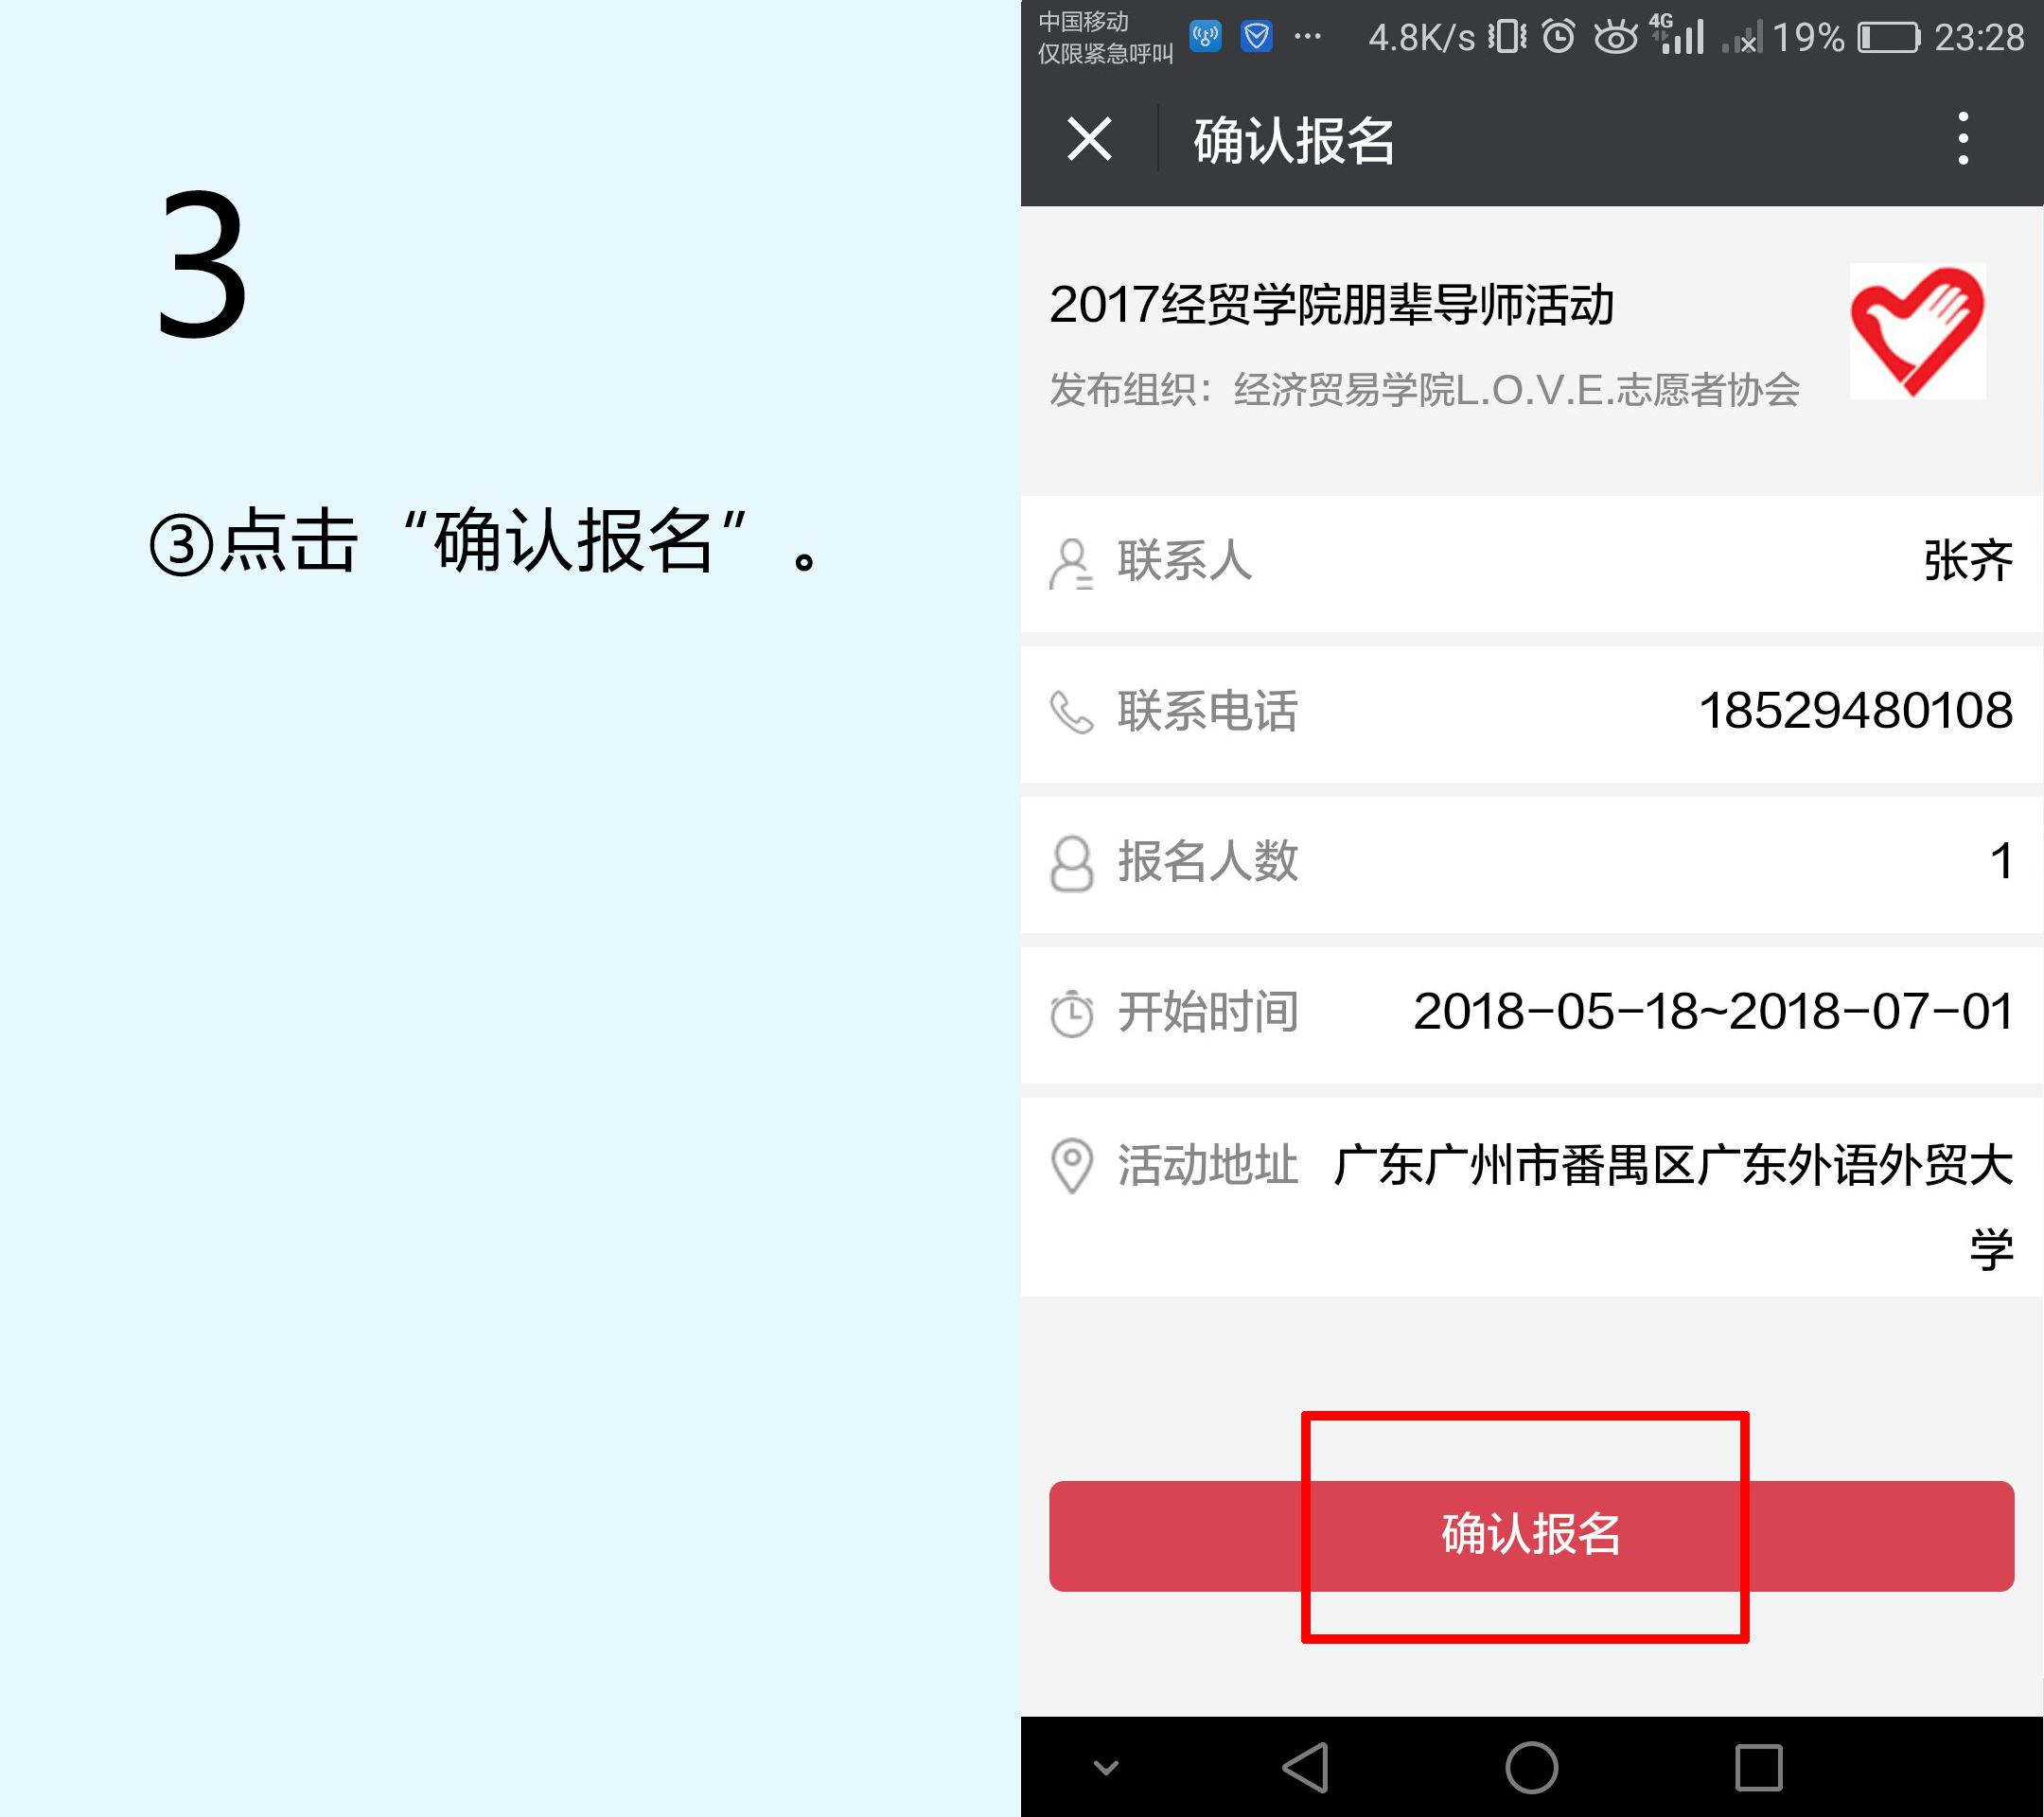 3
③点击“确认报名”。
中国移动
仅限紧急呼叫
4.8K/s 4G 19% 23:28
确认报名
2017经贸学院朋辈导师活动
发布组织：经济贸易学院L.O.V.E.志愿者协会
联系人 张齐
联系电话 18529480108
报名人数 1
开始时间 2018-05-18~2018-07-01
活动地址 广东广州市番禺区广东外语外贸大
学
确认报名